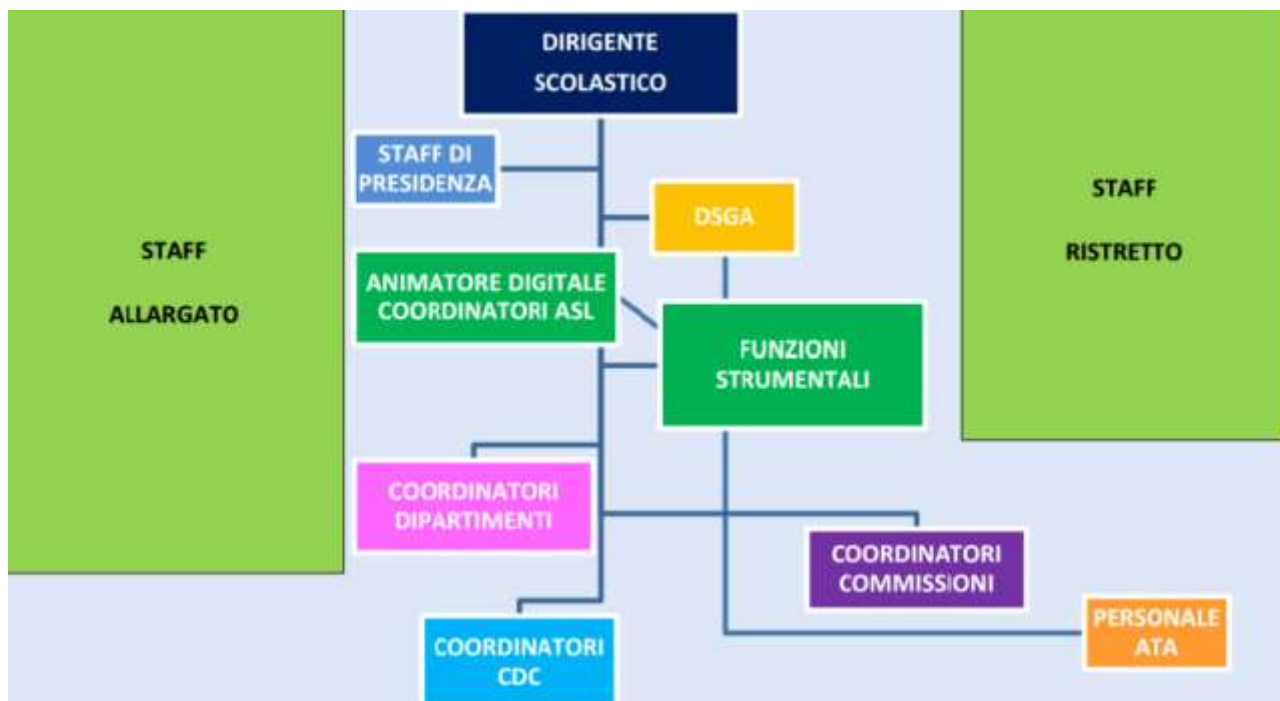 DIRIGENTE
SCOLASTICO
STAFF DI
PRESIDENZA
DSGA
STAFF
RISTRETTO
STAFF
ALLARGATO
ANIMATORE DIGITALE
COORDINATORI ASL
FUNZIONI
STRUMENTALI
COORDINATORI
DIPARTIMENTI
COORDINATORI
COMMISSIONI
PERSONALE
ATA
COORDINATORI
CDC